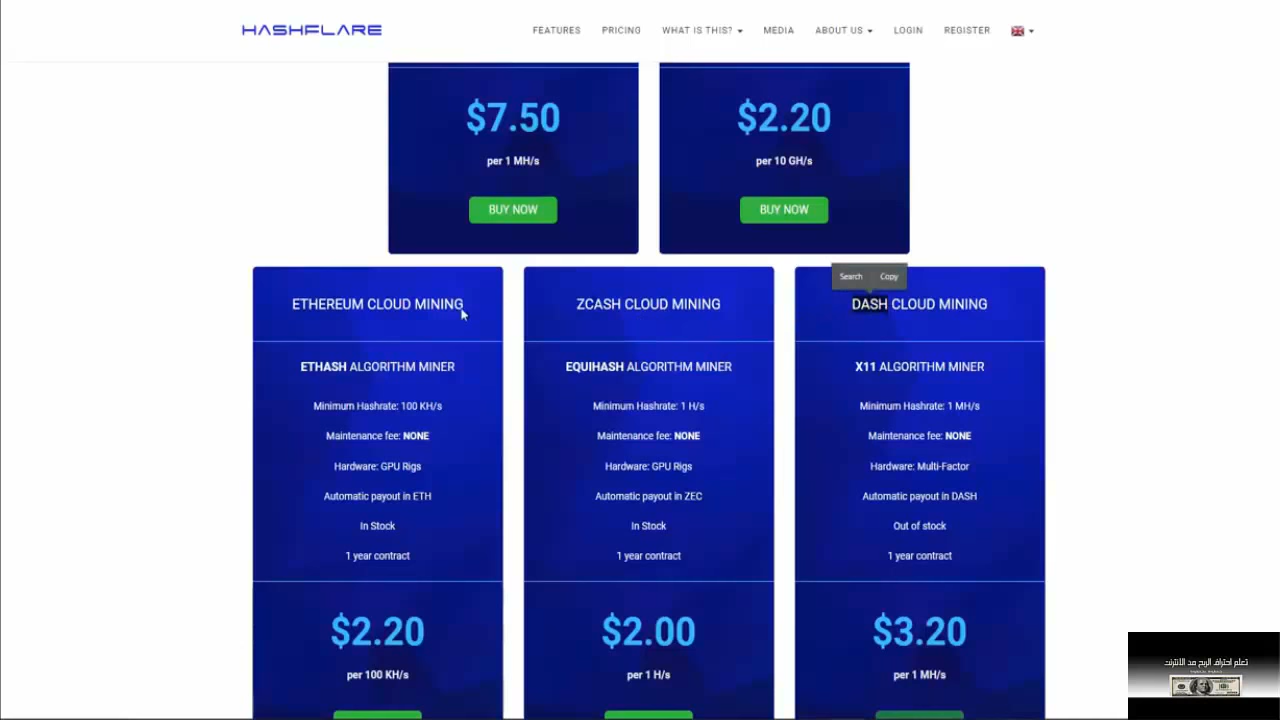 HASHFLARE
FEATURES
PRICING
WHAT IS THIS?
MEDIA
ABOUT US
LOGIN
REGISTER
$7.50
per 1 MH/s
BUY NOW
$2.20
per 10 GH/s
BUY NOW
Search
Copy
ETHEREUM CLOUD MINING
ETHASH ALGORITHM MINER
Minimum Hashrate: 100 KH/s
Maintenance fee: NONE
Hardware: GPU Rigs
Automatic payout in ETH
In Stock
1 year contract
$2.20
per 100 KH/s
ZCASH CLOUD MINING
EQUIHASH ALGORITHM MINER
Minimum Hashrate: 1 H/s
Maintenance fee: NONE
Hardware: GPU Rigs
Automatic payout in ZEC
In Stock
1 year contract
$2.00
per 1 H/s
DASH CLOUD MINING
X11 ALGORITHM MINER
Minimum Hashrate: 1 MH/s
Maintenance fee: NONE
Hardware: Multi-Factor
Automatic payout in DASH
Out of stock
1 year contract
$3.20
per 1 MH/s
تعلم احتراف الربح من الانترنت